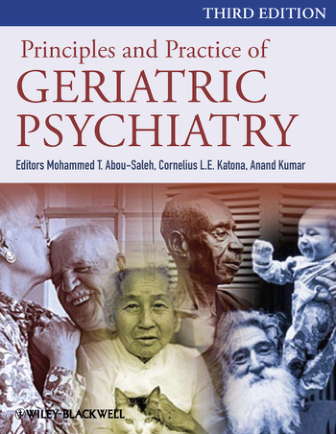 THIRD EDITION
Principles and Practice of
GERIATRIC
PSYCHIATRY
Editors Mohammed T. Abou-Saleh, Cornelius L.E. Katona, Anand Kumar
WILEY-BLACKWELL